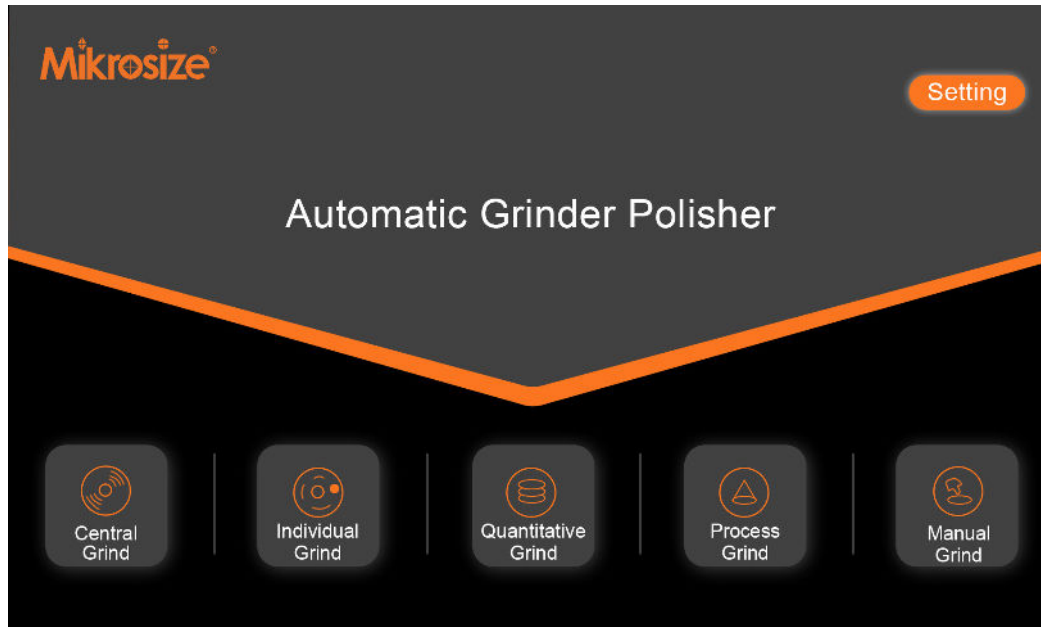 Mikrosize®
Setting
Automatic Grinder Polisher
Central
Grind
Individual
Grind
Quantitative
Grind
Process
Grind
Manual
Grind